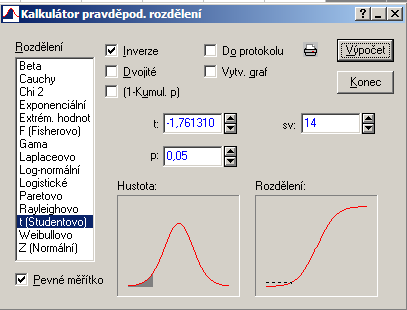 Kalkulátor pravděpod. rozdělení
Rozdělení
Beta
Cauchy
Chi 2
Exponenciální
Extrém. hodnot
F (Fisherovo)
Gama
Laplaceovo
Log-normální
Logistické
Paretovo
Rayleighovo
t (Studentovo)
Weibullovo
Z (Normální)
Pevné měřítko
Inverze
Dvojité
(1-Kumul. p)
Do protokolu
Vytv. graf
Výpočet
Konec
t: -1,761310
sv: 14
p: 0,05
Hustota:
Rozdělení: